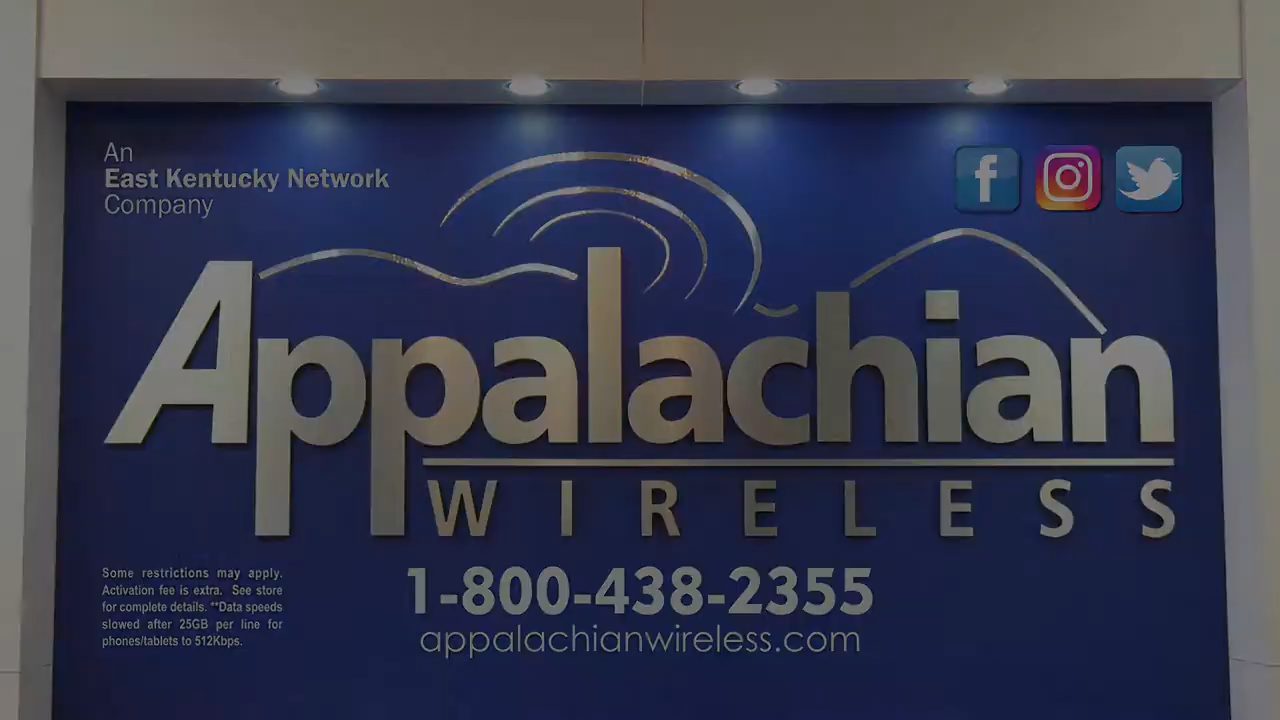 An
East Kentucky Network
Company
Appalachian
WIRELESS
Some restrictions may apply.
Activation fee is extra. See store
for complete details. **Data speeds
slowed after 25GB per line for
phones/tablets to 512Kbps.
1-800-438-2355
appalachianwireless.com